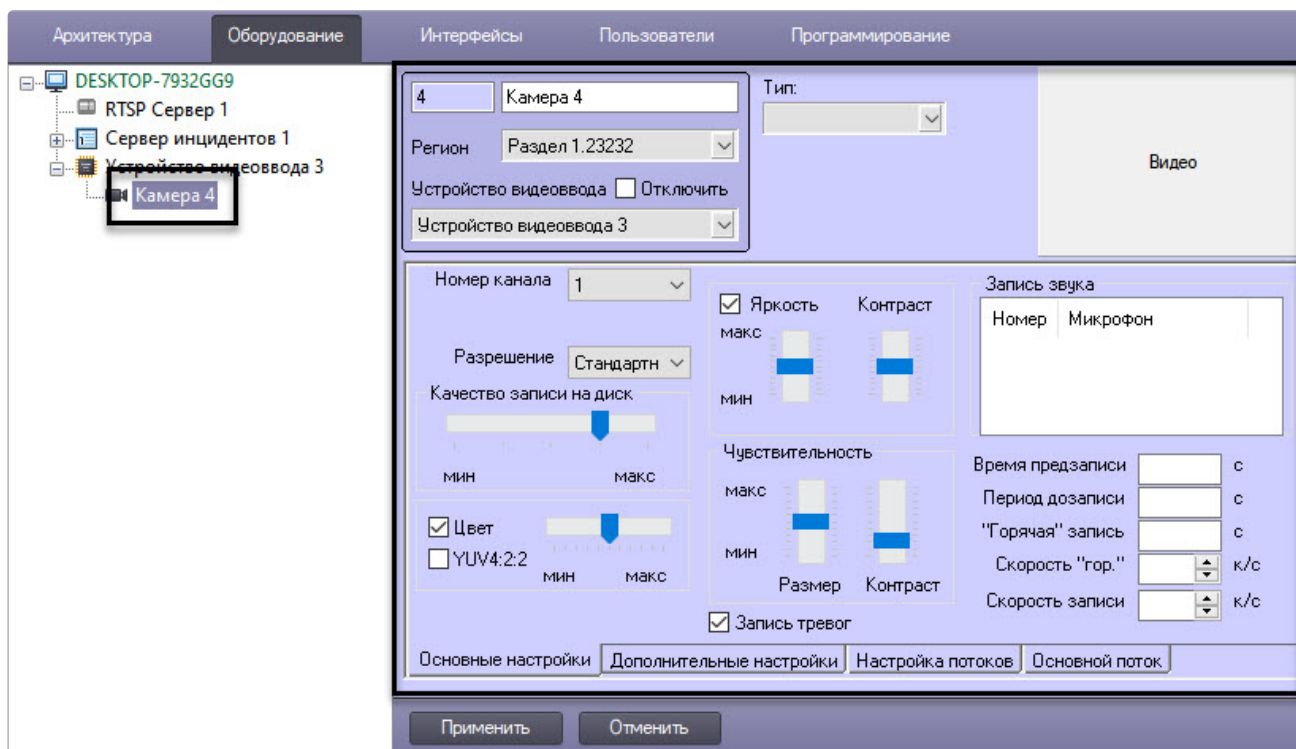 Архитектура Оборудование Интерфейсы Пользователи Программирование
DESKTOP-7932GG9
RTSP Сервер 1
Сервер инцидентов 1
Устройство видеоввода 3
Камера 4
4 Камера 4
Регион Раздел 1.23232
Устройство видеоввода Отключить
Устройство видеоввода 3
Тип:
Видео
Номер канала 1
Разрешение Стандартн
Качество записи на диск
мин макс
Цвет
YUV4:2:2
мин макс
Яркость Контраст
макс
мин
Чувствительность
макс
мин
Размер Контраст
Запись тревог
Запись звука
Номер Микрофон
Время предзаписи с
Период дозаписи с
"Горячая" запись с
Скорость "гор." к/с
Скорость записи к/с
Основные настройки Дополнительные настройки Настройка потоков Основной поток
Применить Отменить